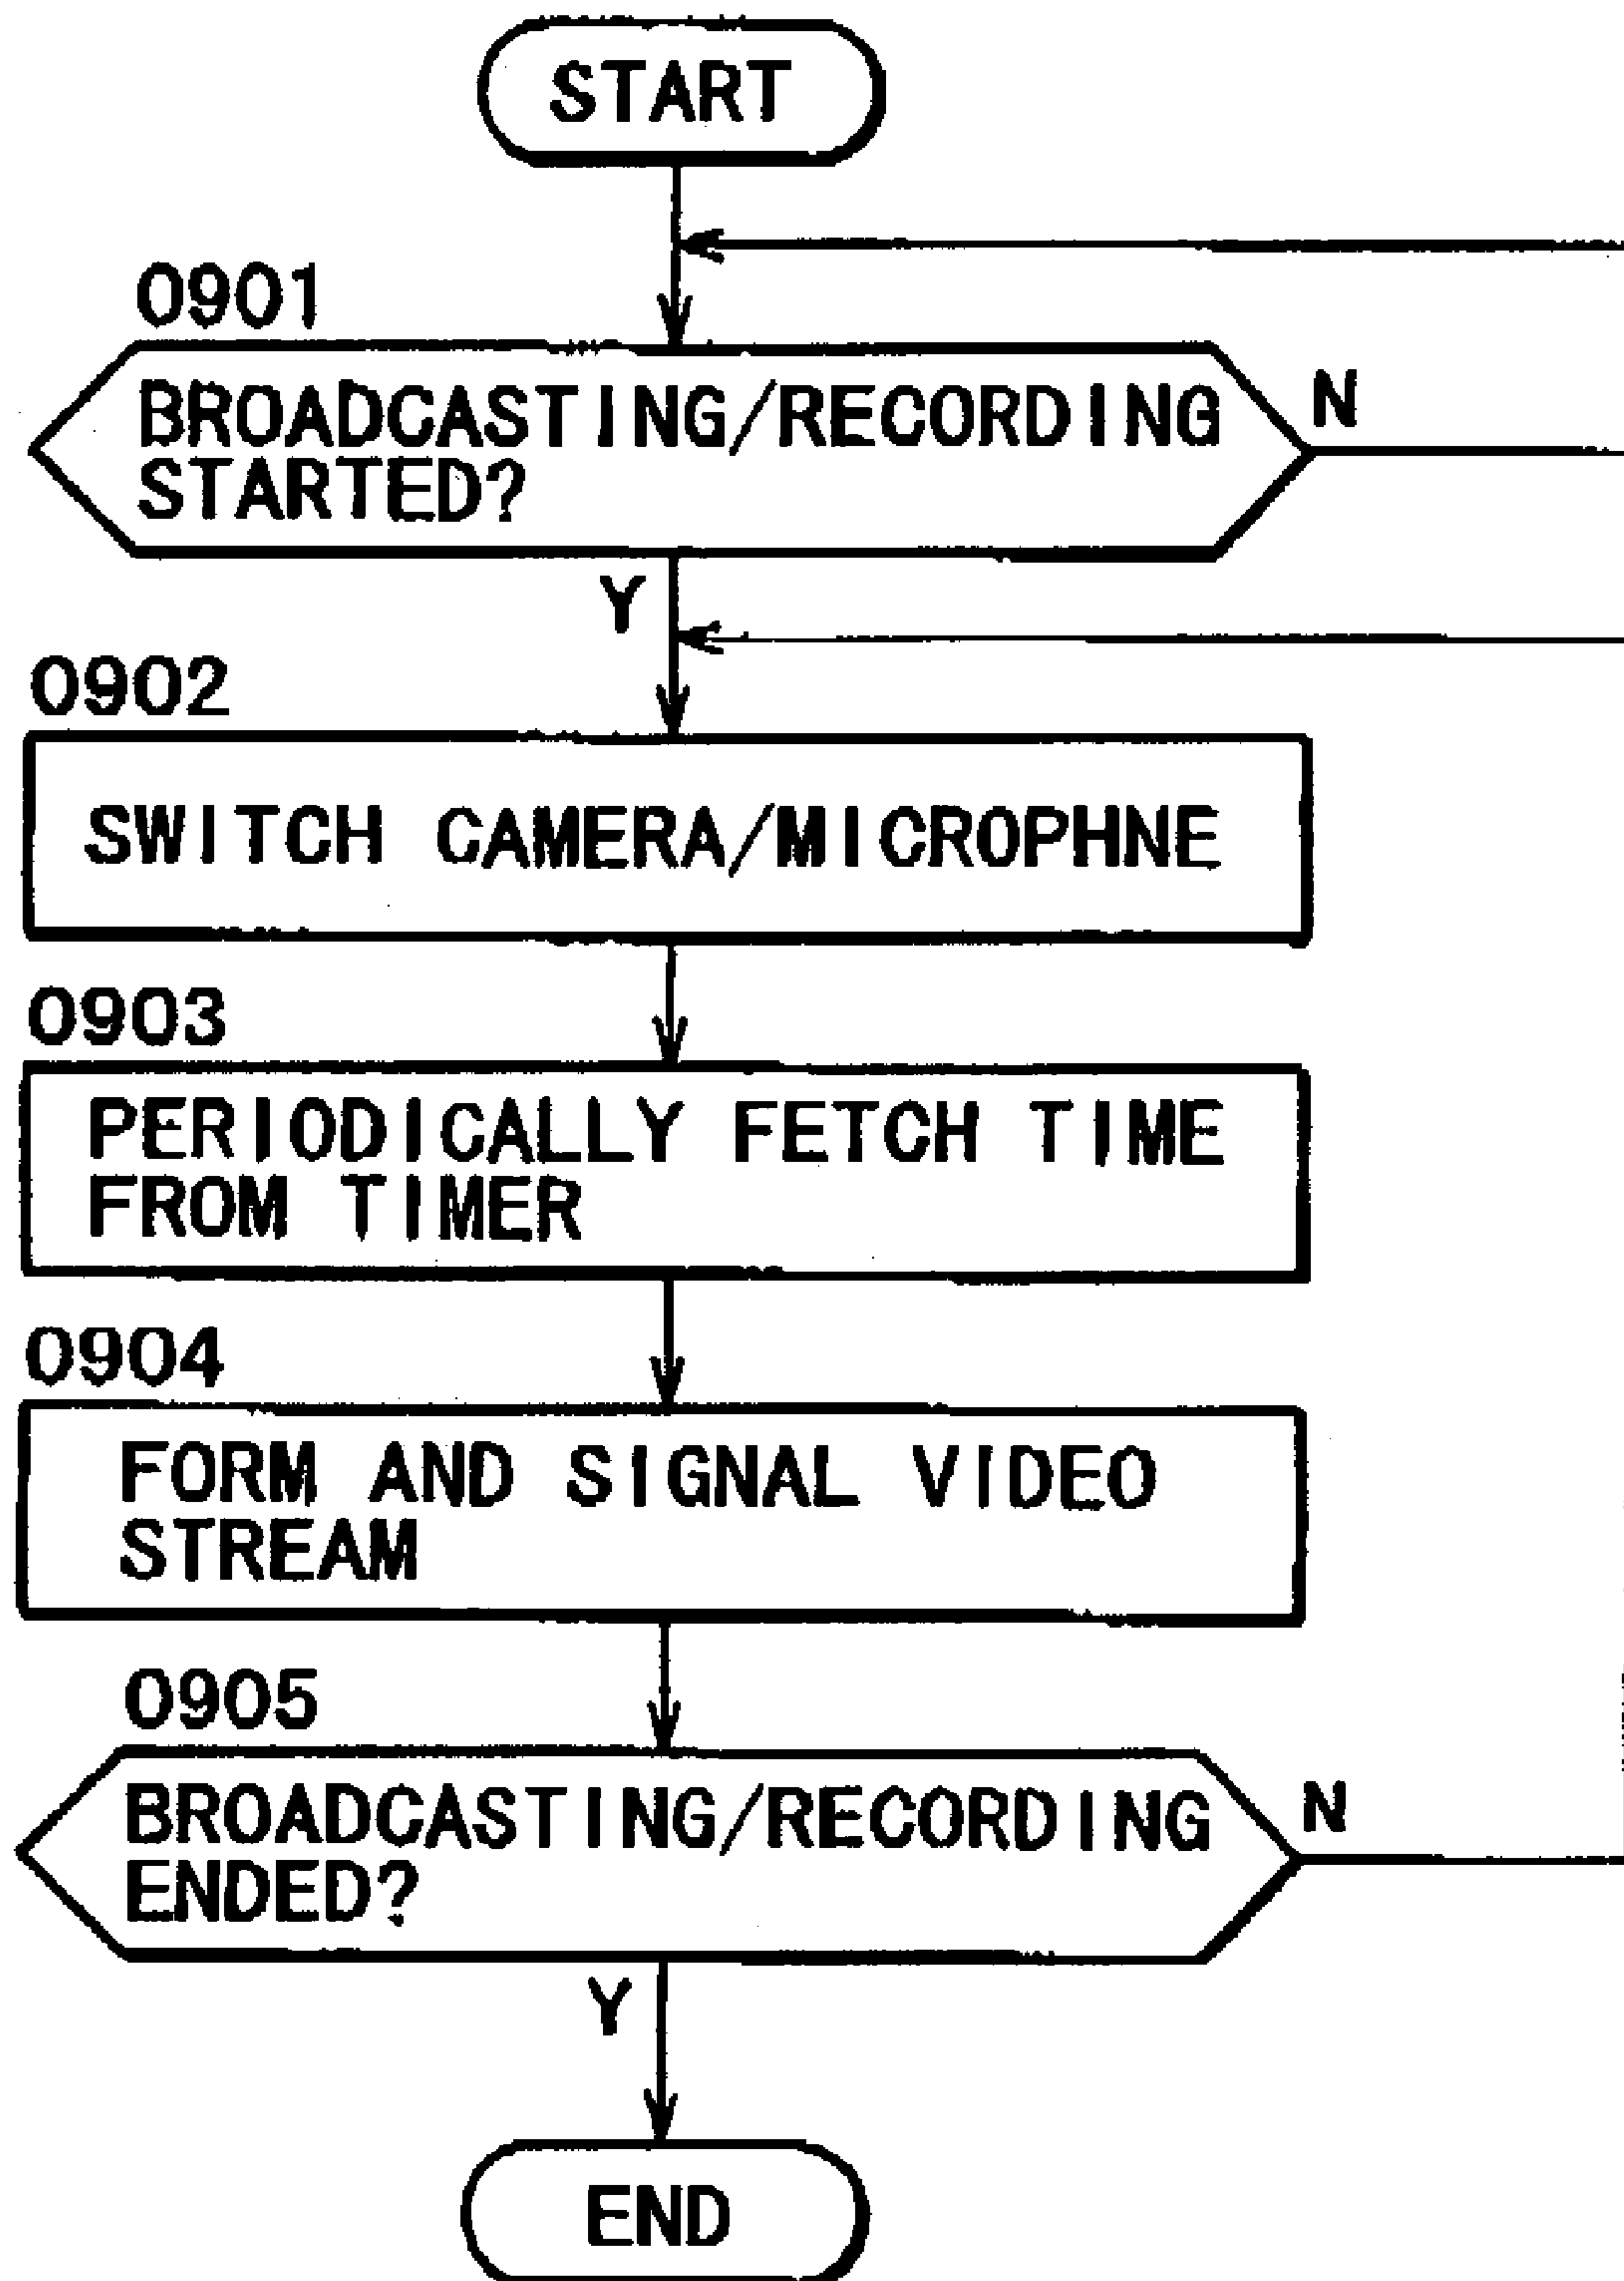 START
0901
BROADCASTING/RECORDING
STARTED?
N
Y
0902
SWITCH CAMERA/MICROPHNE
0903
PERIODICALLY FETCH TIME
FROM TIMER
0904
FORM AND SIGNAL VIDEO
STREAM
0905
BROADCASTING/RECORDING
ENDED?
N
Y
END